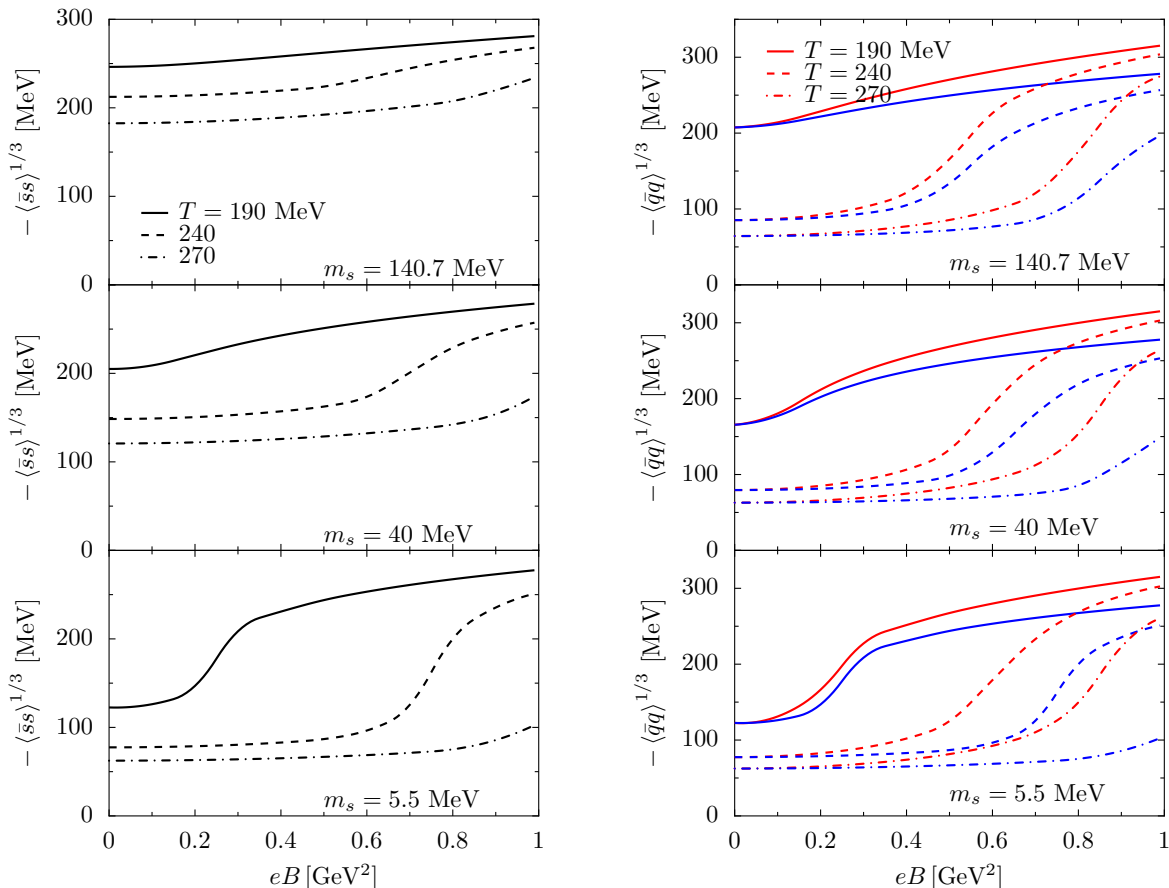 300
200
100
0
− ⟨s̄s⟩^{1/3} [MeV]
T = 190 MeV
240
270
m_s = 140.7 MeV
200
100
0
− ⟨s̄s⟩^{1/3} [MeV]
m_s = 40 MeV
200
100
0
− ⟨s̄s⟩^{1/3} [MeV]
m_s = 5.5 MeV
0 0.2 0.4 0.6 0.8 1
eB [GeV²]
400
300
200
100
0
− ⟨q̄q⟩^{1/3} [MeV]
T = 190 MeV
T = 240
T = 270
m_s = 140.7 MeV
300
200
100
0
− ⟨q̄q⟩^{1/3} [MeV]
m_s = 40 MeV
300
200
100
0
− ⟨q̄q⟩^{1/3} [MeV]
m_s = 5.5 MeV
0 0.2 0.4 0.6 0.8 1
eB [GeV²]